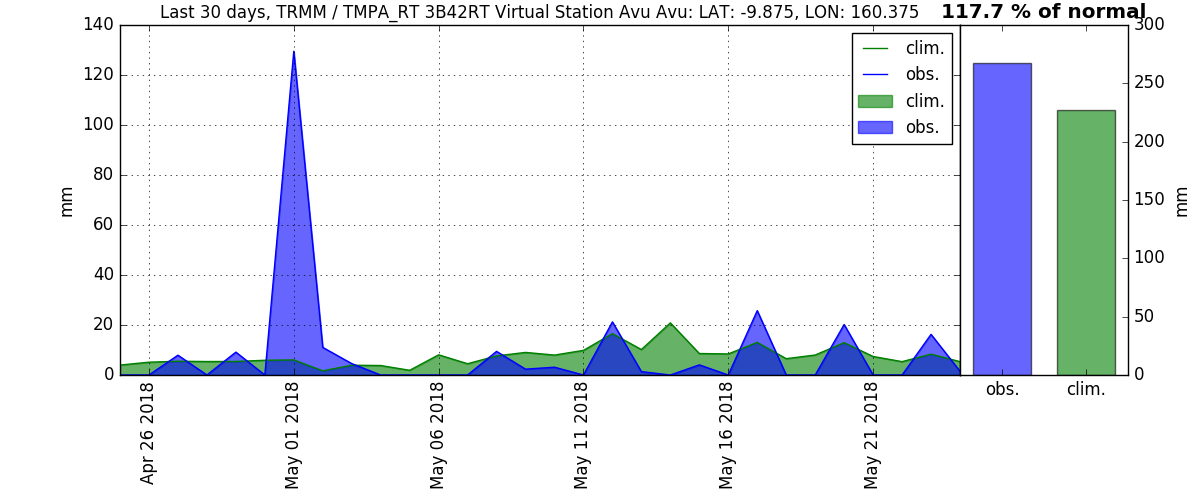 Last 30 days, TRMM / TMPA_RT 3B42RT Virtual Station Avu Avu: LAT: -9.875, LON: 160.375
117.7 % of normal
140
120
100
80
60
40
20
0
mm
clim.
obs.
clim.
obs.
300
250
200
150
100
50
0
mm
Apr 26 2018
May 01 2018
May 06 2018
May 11 2018
May 16 2018
May 21 2018
obs.
clim.